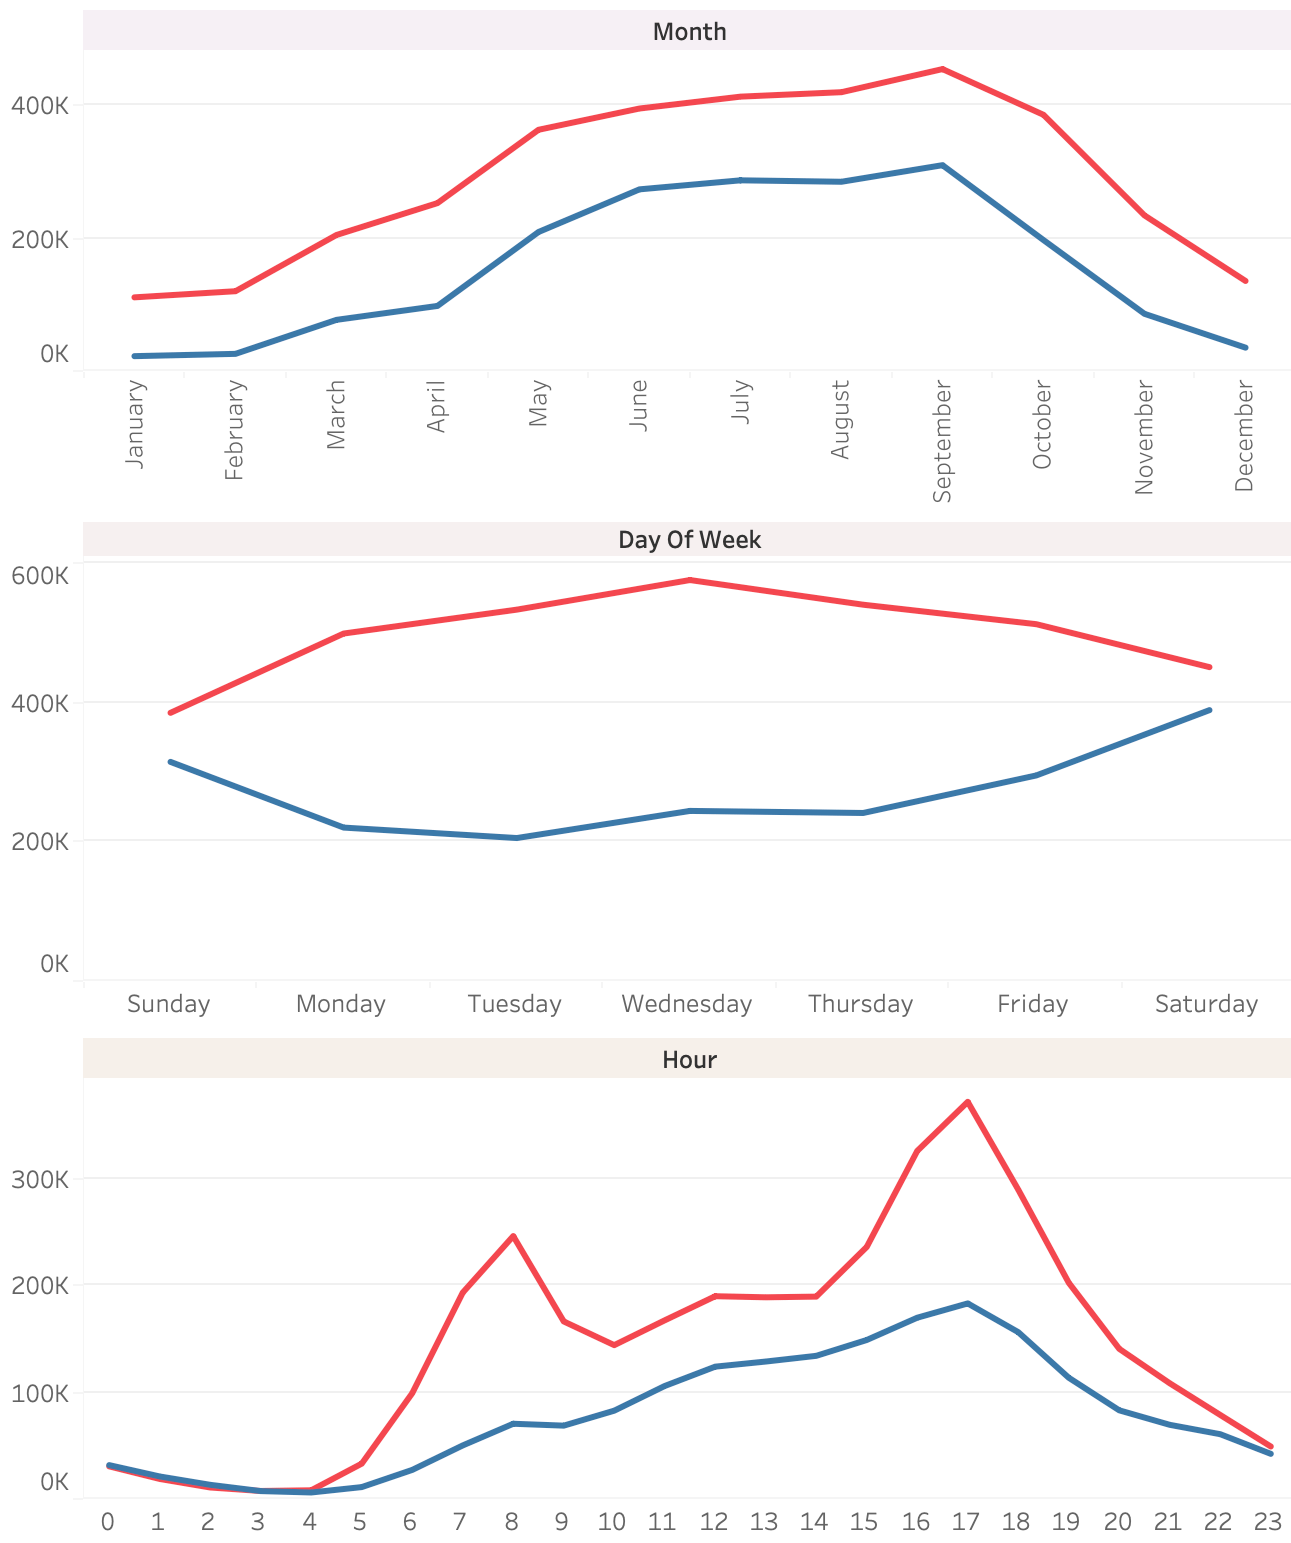 Month
400K
200K
0K
January February March April May June July August September October November December
Day Of Week
600K
400K
200K
0K
Sunday Monday Tuesday Wednesday Thursday Friday Saturday
Hour
300K
200K
100K
0K
0 1 2 3 4 5 6 7 8 9 10 11 12 13 14 15 16 17 18 19 20 21 22 23